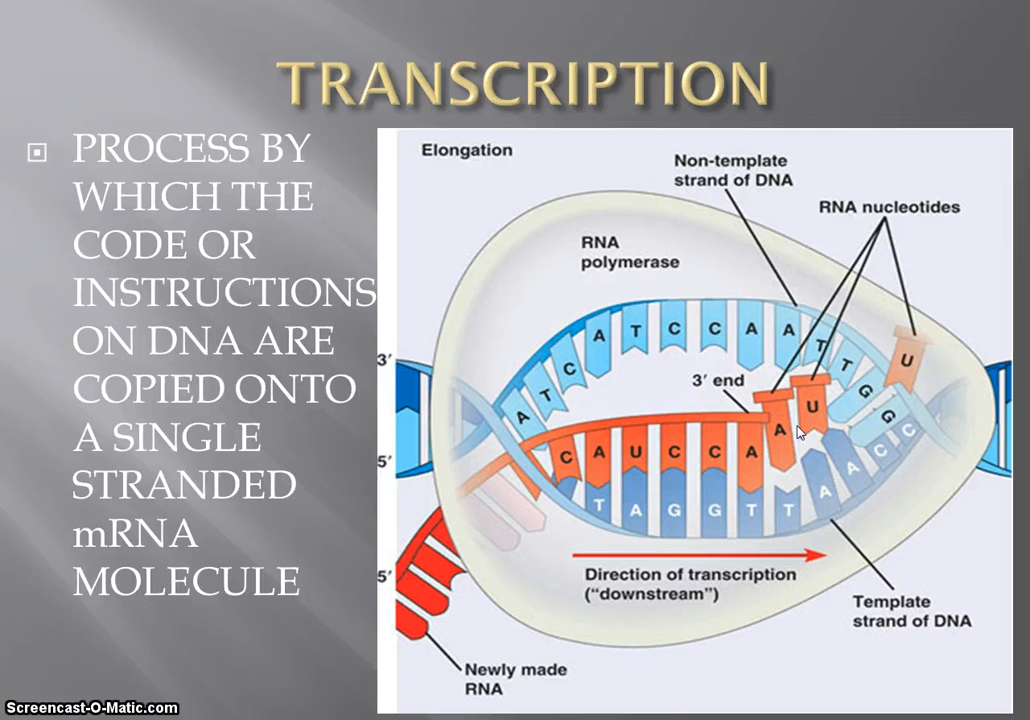 TRANSCRIPTION
PROCESS BY
WHICH THE
CODE OR
INSTRUCTIONS
ON DNA ARE
COPIED ONTO
A SINGLE
STRANDED
mRNA
MOLECULE
Elongation
Non-template
strand of DNA
RNA nucleotides
RNA
polymerase
A T C A T C C A A T T G G
U
3′
3′ end
A U
5′
C A U C C A
T A G G T T A A C C
5′
Direction of transcription
(“downstream”)
Template
strand of DNA
Newly made
RNA
Screencast-O-Matic.com